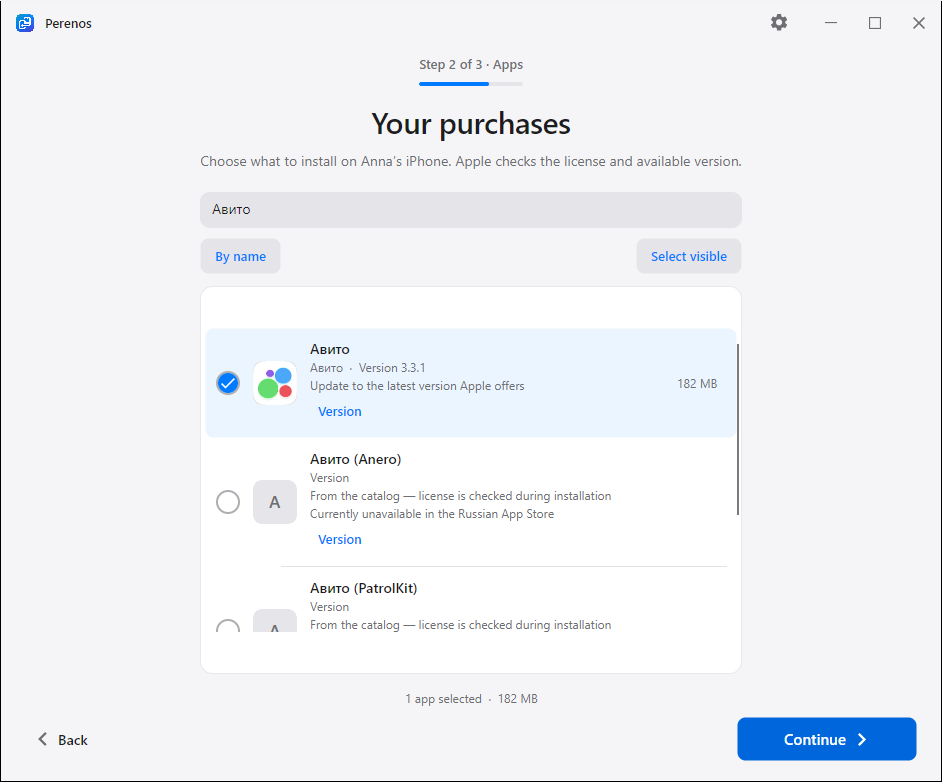 Perenos
Step 2 of 3 · Apps
Your purchases
Choose what to install on Anna's iPhone. Apple checks the license and available version.
Авито
By name
Select visible
Авито
Авито · Version 3.3.1
Update to the latest version Apple offers
182 MB
Version
Авито (Anero)
Version
From the catalog — license is checked during installation
Currently unavailable in the Russian App Store
A
Version
Авито (PatrolKit)
Version
From the catalog — license is checked during installation
A
1 app selected · 182 MB
Back
Continue